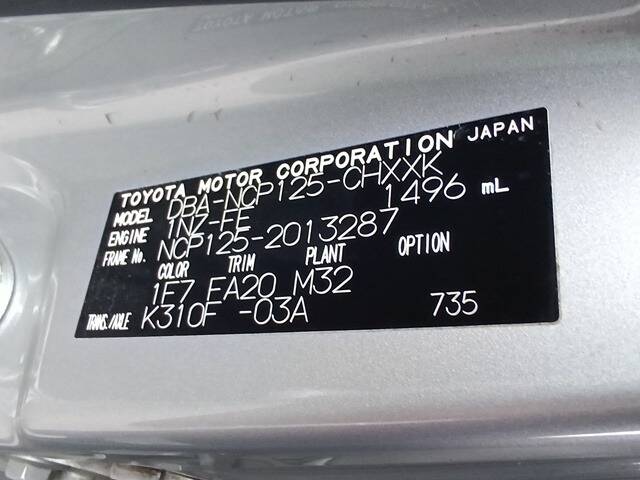 TOYOTA MOTOR CORPORATION JAPAN
MODEL DBA-NCP125-CHXXK
ENGINE 1NZ-FE 1496 mL
FRAME No. NCP125-2013287
COLOR TRIM PLANT OPTION
1F7 EA20 M32
TRANS./AXLE K310F -03A 735